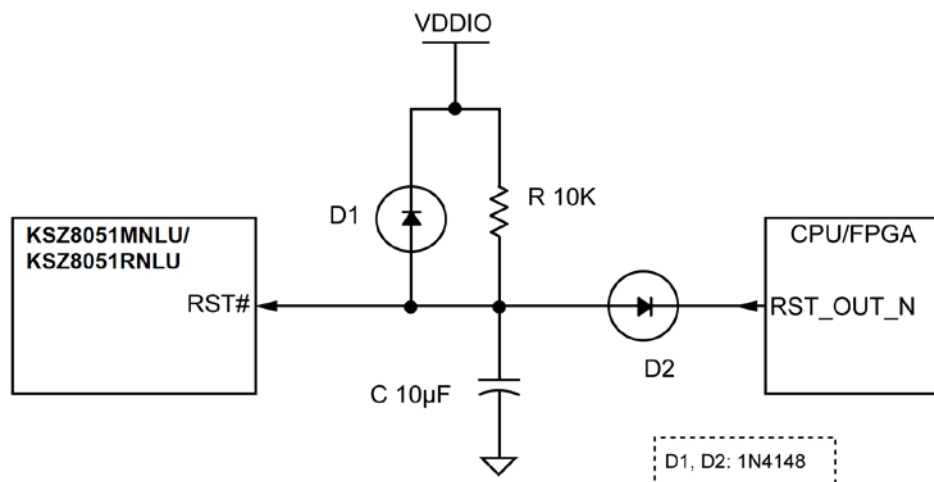 VDDIO
D1
R 10K
KSZ8051MNLU/
KSZ8051RNLU
CPU/FPGA
RST#
RST_OUT_N
D2
C 10µF
D1, D2: 1N4148